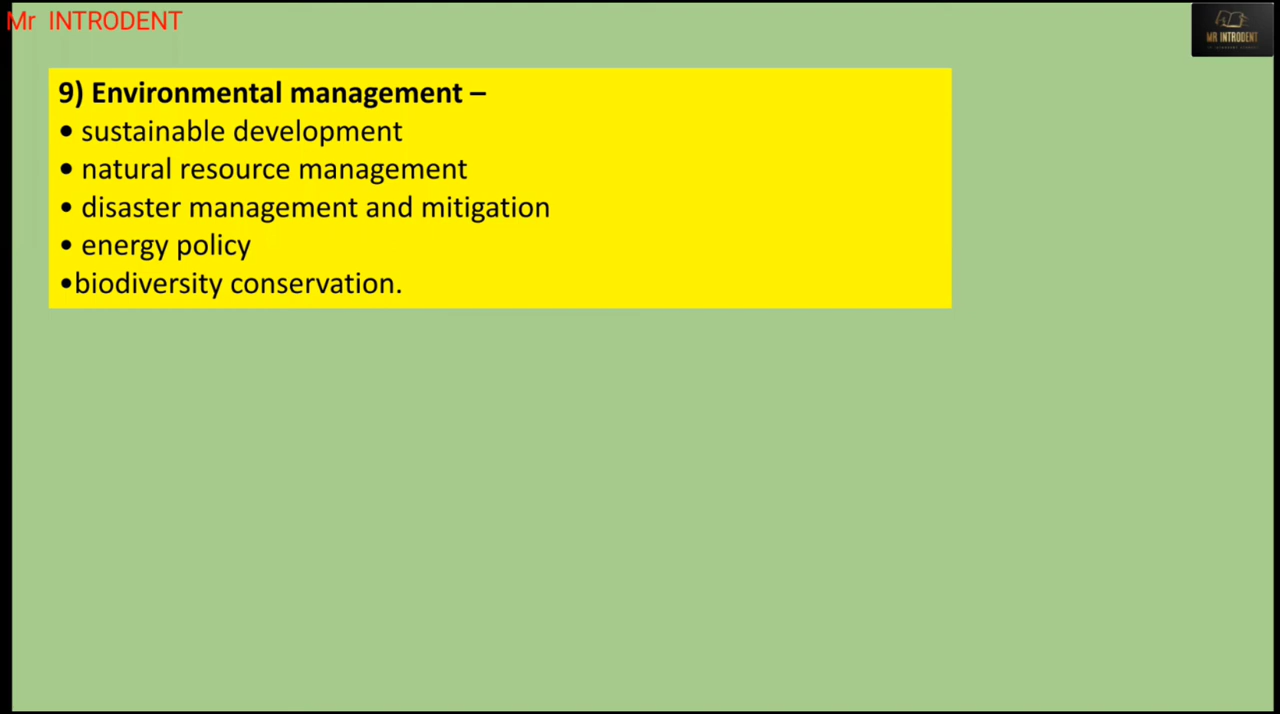 Mr INTRODENT
MR INTRODENT
9) Environmental management –
• sustainable development
• natural resource management
• disaster management and mitigation
• energy policy
•biodiversity conservation.